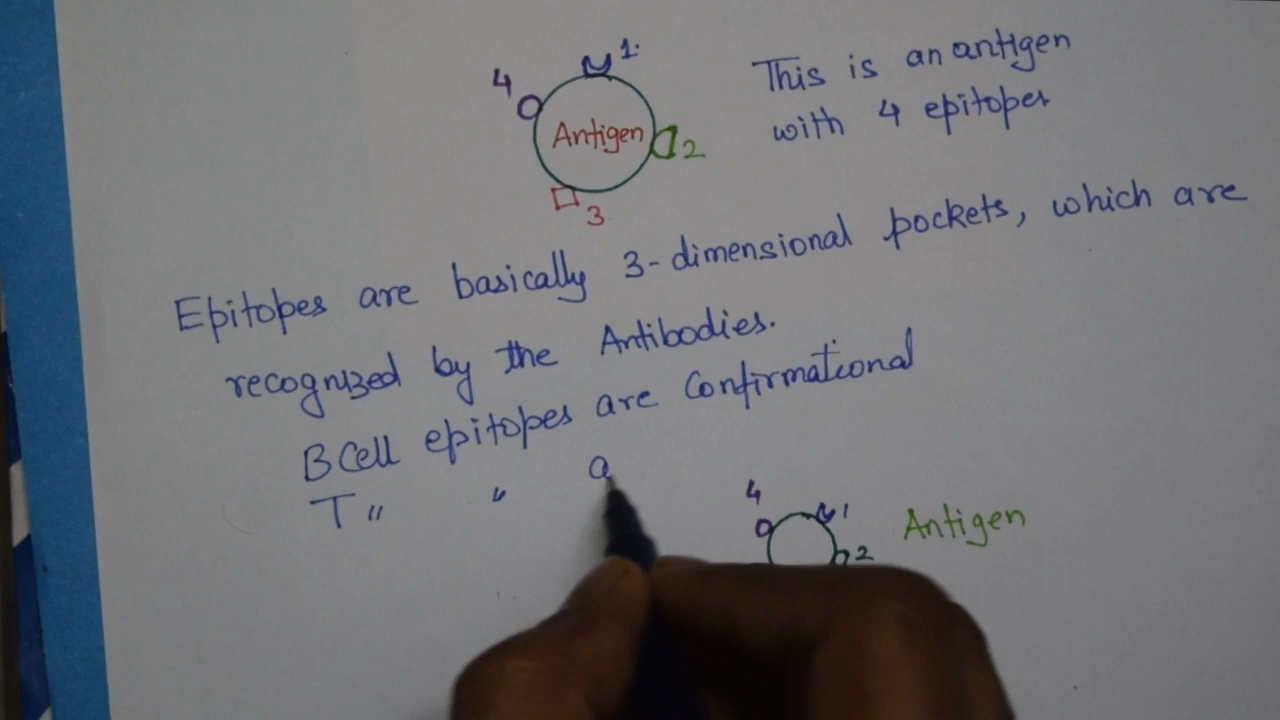 1.
4
Antigen
2
3
This is an antigen
with 4 epitopes
Epitopes are basically 3-dimensional pockets, which are
recognized by the Antibodies.
B Cell epitopes are Confirmational
T " " a
4
1
2
Antigen